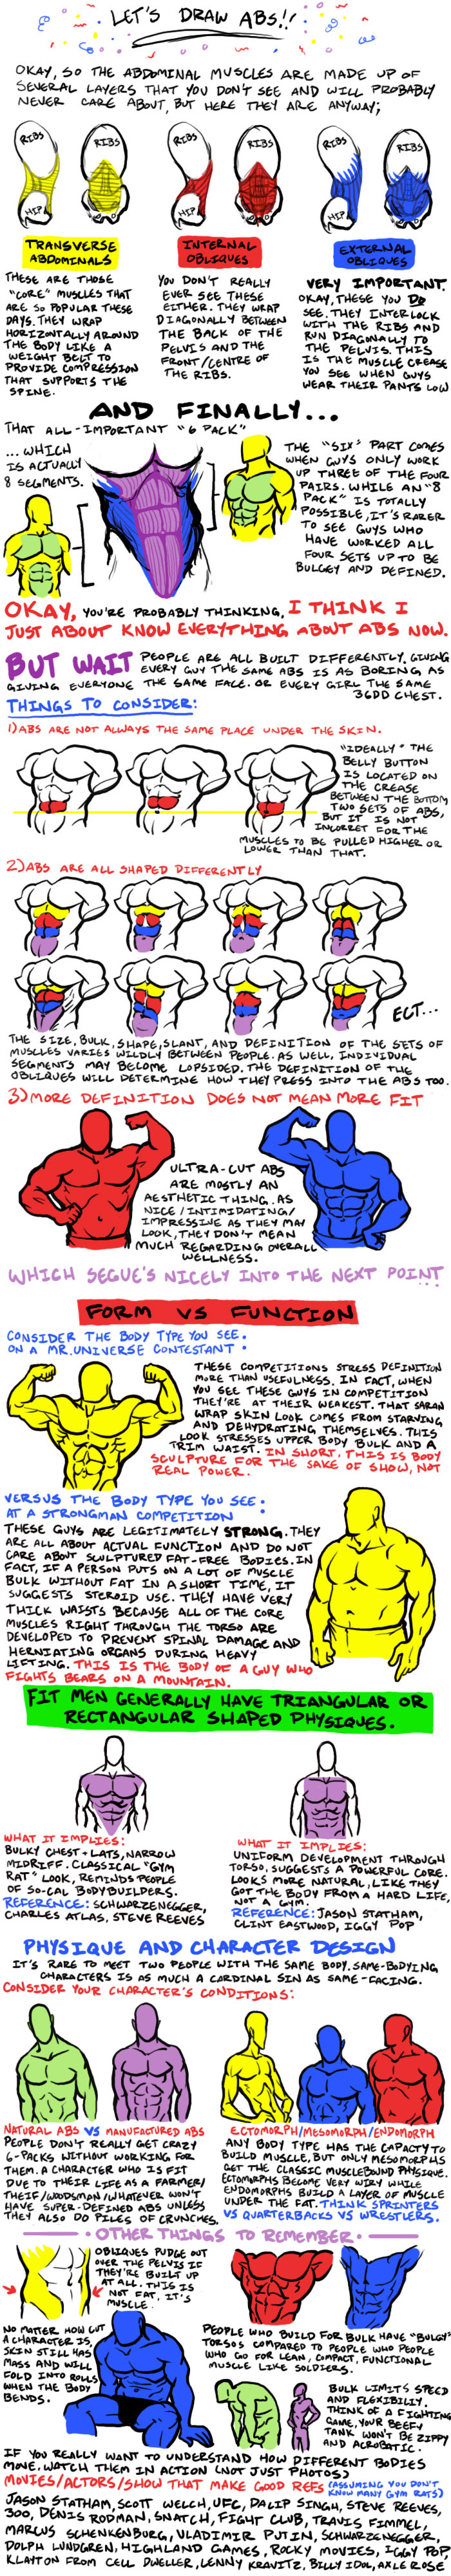 LET'S DRAW ABS!!
OKAY, SO THE ABDOMINAL MUSCLES ARE MADE UP OF
SEVERAL LAYERS THAT YOU DON'T SEE AND WILL PROBABLY
NEVER CARE ABOUT, BUT HERE THEY ARE ANYWAY;
RIBS
RIBS
HIP
RIBS
RIBS
HIP
RIBS
RIBS
HIP
TRANSVERSE
ABDOMINALS
THESE ARE THOSE
"CORE" MUSCLES THAT
ARE SO POPULAR THESE
DAYS. THEY WRAP
HORIZONTALLY AROUND
THE BODY LIKE A
WEIGHT BELT TO
PROVIDE COMPRESSION
THAT SUPPORTS THE
SPINE.
INTERNAL
OBLIQUES
YOU DON'T REALLY
EVER SEE THESE
EITHER. THEY WRAP
DIAGONALLY BETWEEN
THE BACK OF THE
PELVIS AND THE
FRONT/CENTRE OF
THE RIBS.
EXTERNAL
OBLIQUES
VERY IMPORTANT.
OKAY, THESE YOU DO
SEE. THEY INTERLOCK
WITH THE RIBS AND
RUN DIAGONALLY TO
THE PELVIS. THIS
IS THE MUSCLE CREASE
YOU SEE WHEN GUYS
WEAR THEIR PANTS LOW
AND FINALLY...
THAT ALL-IMPORTANT "6 PACK"
... WHICH
IS ACTUALLY
8 SEGMENTS.
THE "SIX" PART COMES
WHEN GUYS ONLY WORK
UP THREE OF THE FOUR
PAIRS. WHILE AN "8
PACK" IS TOTALLY
POSSIBLE, IT'S RARER
TO SEE GUYS WHO
HAVE WORKED ALL
FOUR SETS UP TO BE
BULGEY AND DEFINED.
OKAY, YOU'RE PROBABLY THINKING, I THINK I
JUST ABOUT KNOW EVERYTHING ABOUT ABS NOW.
BUT WAIT PEOPLE ARE ALL BUILT DIFFERENTLY. GIVING
EVERY GUY THE SAME ABS IS AS BORING AS
GIVING EVERYONE THE SAME FACE. OR EVERY GIRL THE SAME
36DD CHEST.
THINGS TO CONSIDER:
1) ABS ARE NOT ALWAYS THE SAME PLACE UNDER THE SKIN.
"IDEALLY" THE
BELLY BUTTON
IS LOCATED ON
THE CREASE
BETWEEN THE BOTTOM
TWO SETS OF ABS,
BUT IT IS NOT
INCORRET FOR THE
MUSCLES TO BE PULLED HIGHER OR
LOWER THAN THAT.
2) ABS ARE ALL SHAPED DIFFERENTLY
ECT...
THE SIZE, BULK, SHAPE, SLANT, AND DEFINITION OF THE SETS OF
MUSCLES VARIES WILDLY BETWEEN PEOPLE. AS WELL, INDIVIDUAL
SEGMENTS MAY BECOME LOPSIDED. THE DEFINITION OF THE
OBLIQUES WILL DETERMINE HOW THEY PRESS INTO THE ABS TOO.
3) MORE DEFINITION DOES NOT MEAN MORE FIT
ULTRA-CUT ABS
ARE MOSTLY AN
AESTHETIC THING. AS
NICE/INTIMIDATING/
IMPRESSIVE AS THEY MAY
LOOK, THEY DON'T MEAN
MUCH REGARDING OVERALL
WELLNESS.
WHICH SEGUE'S NICELY INTO THE NEXT POINT...
FORM VS FUNCTION
CONSIDER THE BODY TYPE YOU SEE
ON A MR. UNIVERSE CONTESTANT:
THESE COMPETITIONS STRESS DEFINITION
MORE THAN USEFULNESS. IN FACT, WHEN
YOU SEE THESE GUYS IN COMPETITION
THEY'RE AT THEIR WEAKEST. THAT SARAN
WRAP SKIN LOOK COMES FROM STARVING
AND DEHYDRATING THEMSELVES. THIS
LOOK STRESSES UPPER BODY BULK AND A
TRIM WAIST. IN SHORT, THIS IS BODY
SCULPTURE FOR THE SAKE OF SHOW, NOT
REAL POWER.
VERSUS THE BODY TYPE YOU SEE
AT A STRONGMAN COMPETITION:
THESE GUYS ARE LEGITIMATELY STRONG. THEY
ARE ALL ABOUT ACTUAL FUNCTION AND DO NOT
CARE ABOUT SCULPTURED FAT-FREE BODIES. IN
FACT, IF A PERSON PUTS ON A LOT OF MUSCLE
BULK WITHOUT FAT IN A SHORT TIME, IT
SUGGESTS STEROID USE. THEY HAVE VERY
THICK WAISTS BECAUSE ALL OF THE CORE
MUSCLES RIGHT THROUGH THE TORSO ARE
DEVELOPED TO PREVENT SPINAL DAMAGE AND
HERNIATING ORGANS DURING HEAVY
LIFTING. THIS IS THE BODY OF A GUY WHO
FIGHTS BEARS ON A MOUNTAIN.
FIT MEN GENERALLY HAVE TRIANGULAR OR
RECTANGULAR SHAPED PHYSIQUES.
WHAT IT IMPLIES:
BULKY CHEST + LATS, NARROW
MIDRIFF. CLASSICAL "GYM
RAT" LOOK, REMINDS PEOPLE
OF SO-CAL BODYBUILDERS.
REFERENCE: SCHWARZENEGGER,
CHARLES ATLAS, STEVE REEVES
WHAT IT IMPLIES:
UNIFORM DEVELOPMENT THROUGH
TORSO. SUGGESTS A POWERFUL CORE.
LOOKS MORE NATURAL, LIKE THEY
GOT THE BODY FROM A HARD LIFE,
NOT A GYM.
REFERENCE: JASON STATHAM,
CLINT EASTWOOD, IGGY POP
PHYSIQUE AND CHARACTER DESIGN
IT'S RARE TO MEET TWO PEOPLE WITH THE SAME BODY. SAME-BODYING
CHARACTERS IS AS MUCH A CARDINAL SIN AS SAME-FACING.
CONSIDER YOUR CHARACTER'S CONDITIONS:
NATURAL ABS VS MANUFACTURED ABS
PEOPLE DON'T REALLY GET CRAZY
6-PACKS WITHOUT WORKING FOR
THEM. A CHARACTER WHO IS FIT
DUE TO THEIR LIFE AS A FARMER/
THEIF/WOODSMAN/WHATEVER WON'T
HAVE SUPER-DEFINED ABS UNLESS
THEY ALSO DO PILES OF CRUNCHES.
ECTOMORPH/MESOMORPH/ENDOMORPH
ANY BODY TYPE HAS THE CAPACTY TO
BUILD MUSCLE, BUT ONLY MESOMORPHS
GET THE CLASSIC MUSCLEBOUND PHYSIQUE.
ECTOMORPHS BECOME VERY WIRY WHILE
ENDOMORPHS BUILD A LAYER OF MUSCLE
UNDER THE FAT. THINK SPRINTERS
VS QUARTERBACKS VS WRESTLERS.
OTHER THINGS TO REMEMBER
OBLIQUES PUDGE OUT
OVER THE PELVIS IF
THEY'RE BUILT UP
AT ALL. THIS IS
NOT FAT, IT'S
MUSCLE.
NO MATTER HOW CUT
A CHARACTER IS,
SKIN STILL HAS
MASS AND WILL
FOLD INTO ROLLS
WHEN THE BODY
BENDS.
PEOPLE WHO BUILD FOR BULK HAVE "BULGY"
TORSOS COMPARED TO PEOPLE WHO PEOPLE
WHO GO FOR LEAN, COMPACT, FUNCTIONAL
MUSCLE LIKE SOLDIERS.
BULK LIMITS SPEED
AND FLEXIBILIY.
THINK OF A FIGHTING
GAME, YOUR BEEFY
TANK WON'T BE ZIPPY
AND ACROBATIC.
IF YOU REALLY WANT TO UNDERSTAND HOW DIFFERENT BODIES
MOVE, WATCH THEM IN ACTION (NOT JUST PHOTOS)
MOVIES/ACTORS/SHOW THAT MAKE GOOD REFS (ASSUMING YOU DON'T
KNOW MANY GYM RATS)
JASON STATHAM, SCOTT WELCH, UFC, DALIP SINGH, STEVE REEVES,
300, DENIS RODMAN, SNATCH, FIGHT CLUB, TRAVIS FIMMEL,
MARCUS SCHENKENBURG, VLADIMIR PUTIN, SCHWARZENEGGER,
DOLPH LUNDGREN, HIGHLAND GAMES, ROCKY MOVIES, IGGY POP,
KLAYTON FROM CELL DWELLER, LENNY KRAVITZ, BILLY IDOL, AXLE ROSE